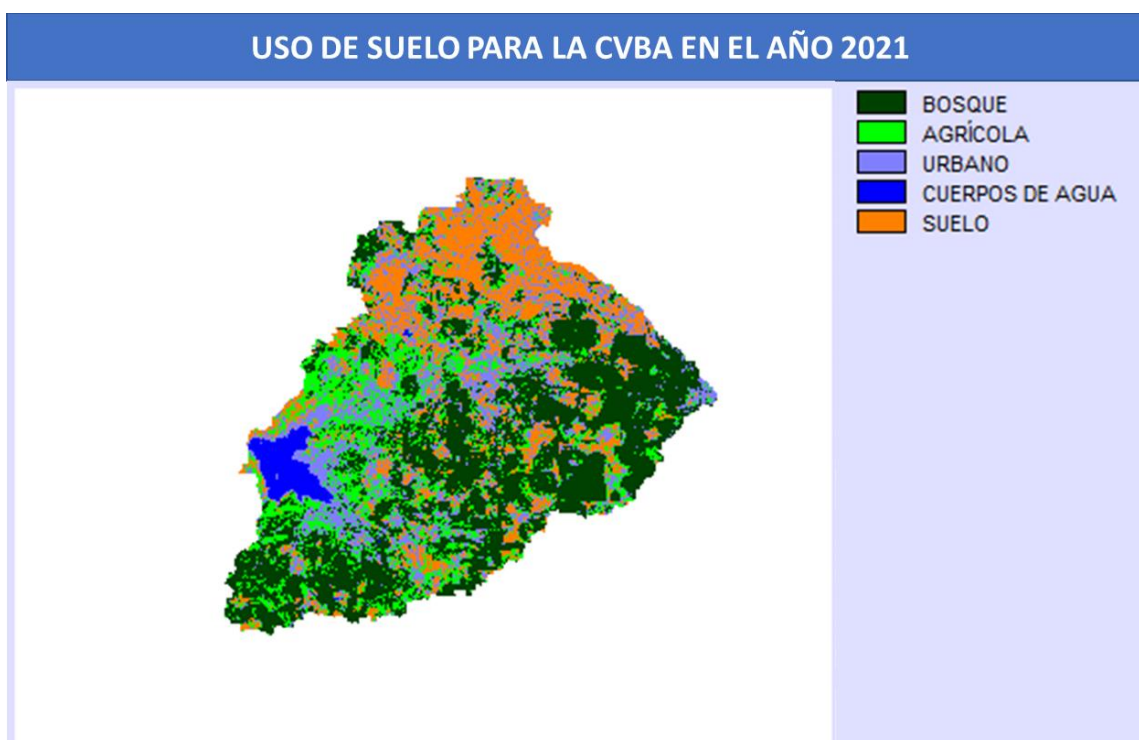 USO DE SUELO PARA LA CVBA EN EL AÑO 2021
BOSQUE
AGRÍCOLA
URBANO
CUERPOS DE AGUA
SUELO